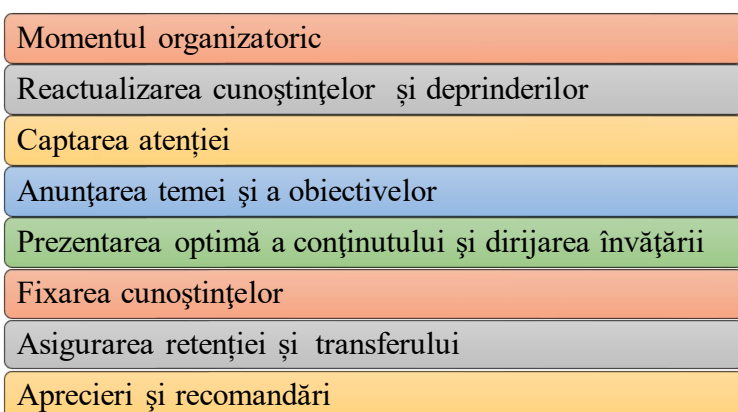 Momentul organizatoric
Reactualizarea cunoştinţelor și deprinderilor
Captarea atenției
Anunţarea temei şi a obiectivelor
Prezentarea optimă a conţinutului şi dirijarea învăţării
Fixarea cunoştinţelor
Asigurarea retenției și transferului
Aprecieri şi recomandări